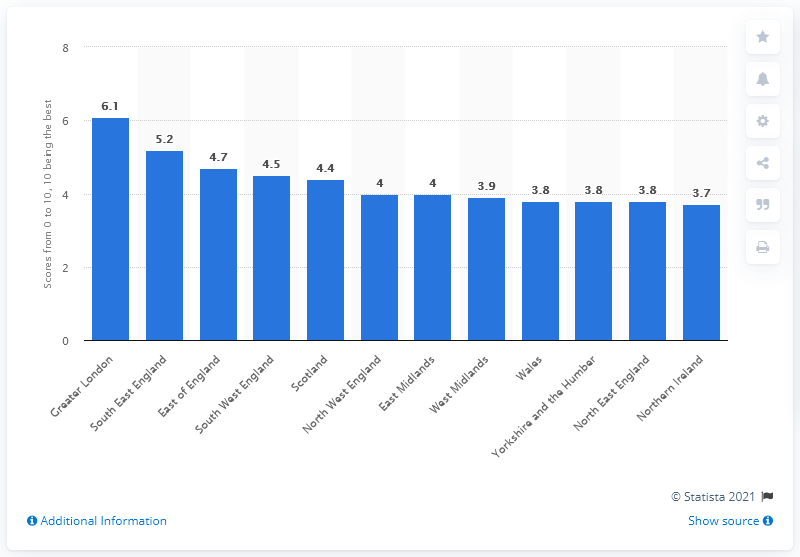 Scores from 0 to 10, 10 being the best
8
6
4
2
0
6.1
5.2
4.7
4.5
4.4
4
4
3.9
3.8
3.8
3.8
3.7
Greater London
South East England
East of England
South West England
Scotland
North West England
East Midlands
West Midlands
Wales
Yorkshire and the Humber
North East England
Northern Ireland
© Statista 2021
Additional Information
Show source